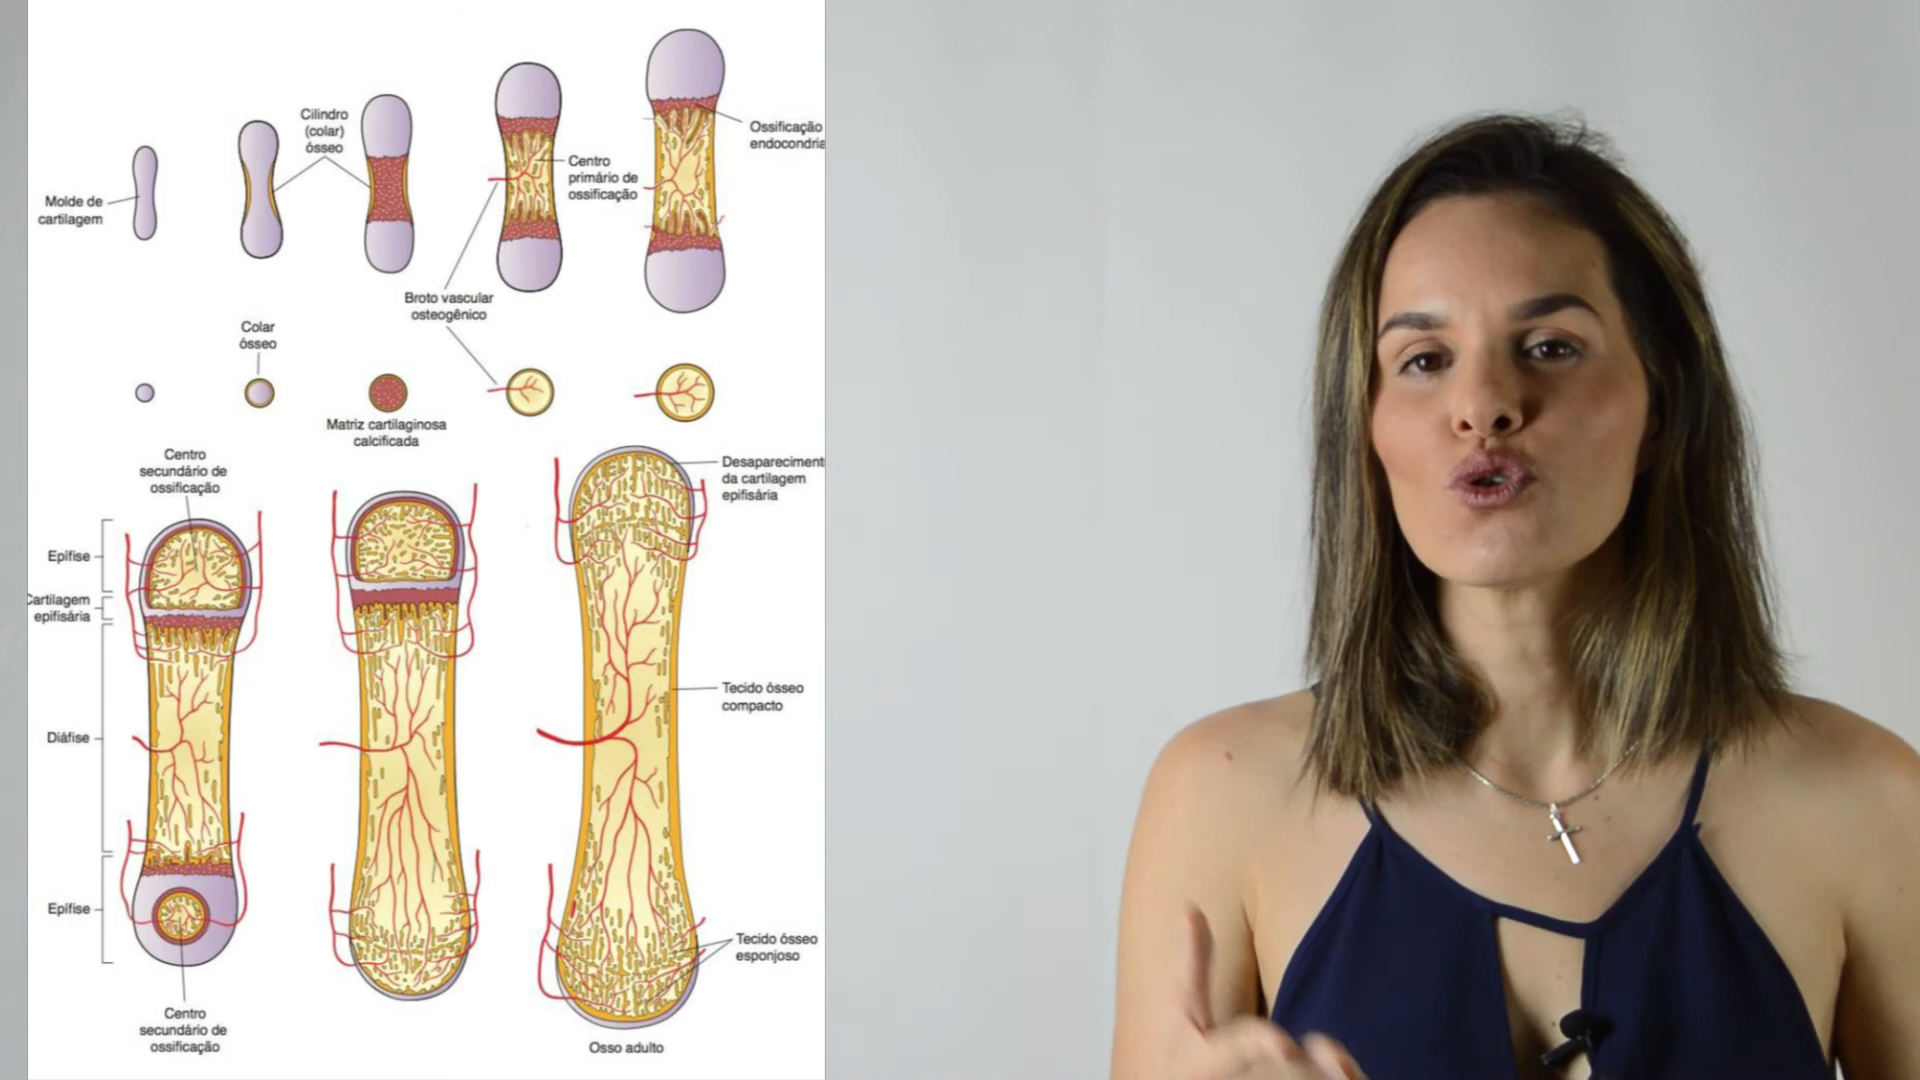 Cilindro
(colar)
ósseo
Ossificação
endocondria
Centro
primário de
ossificação
Molde de
cartilagem
Broto vascular
osteogênico
Colar
ósseo
Matriz cartilaginosa
calcificada
Centro
secundário de
ossificação
Desapareciment
da cartilagem
epifisária
Epífise
Cartilagem
epifisária
Tecido ósseo
compacto
Diáfise
Epífise
Tecido ósseo
esponjoso
Centro
secundário de
ossificação
Osso adulto